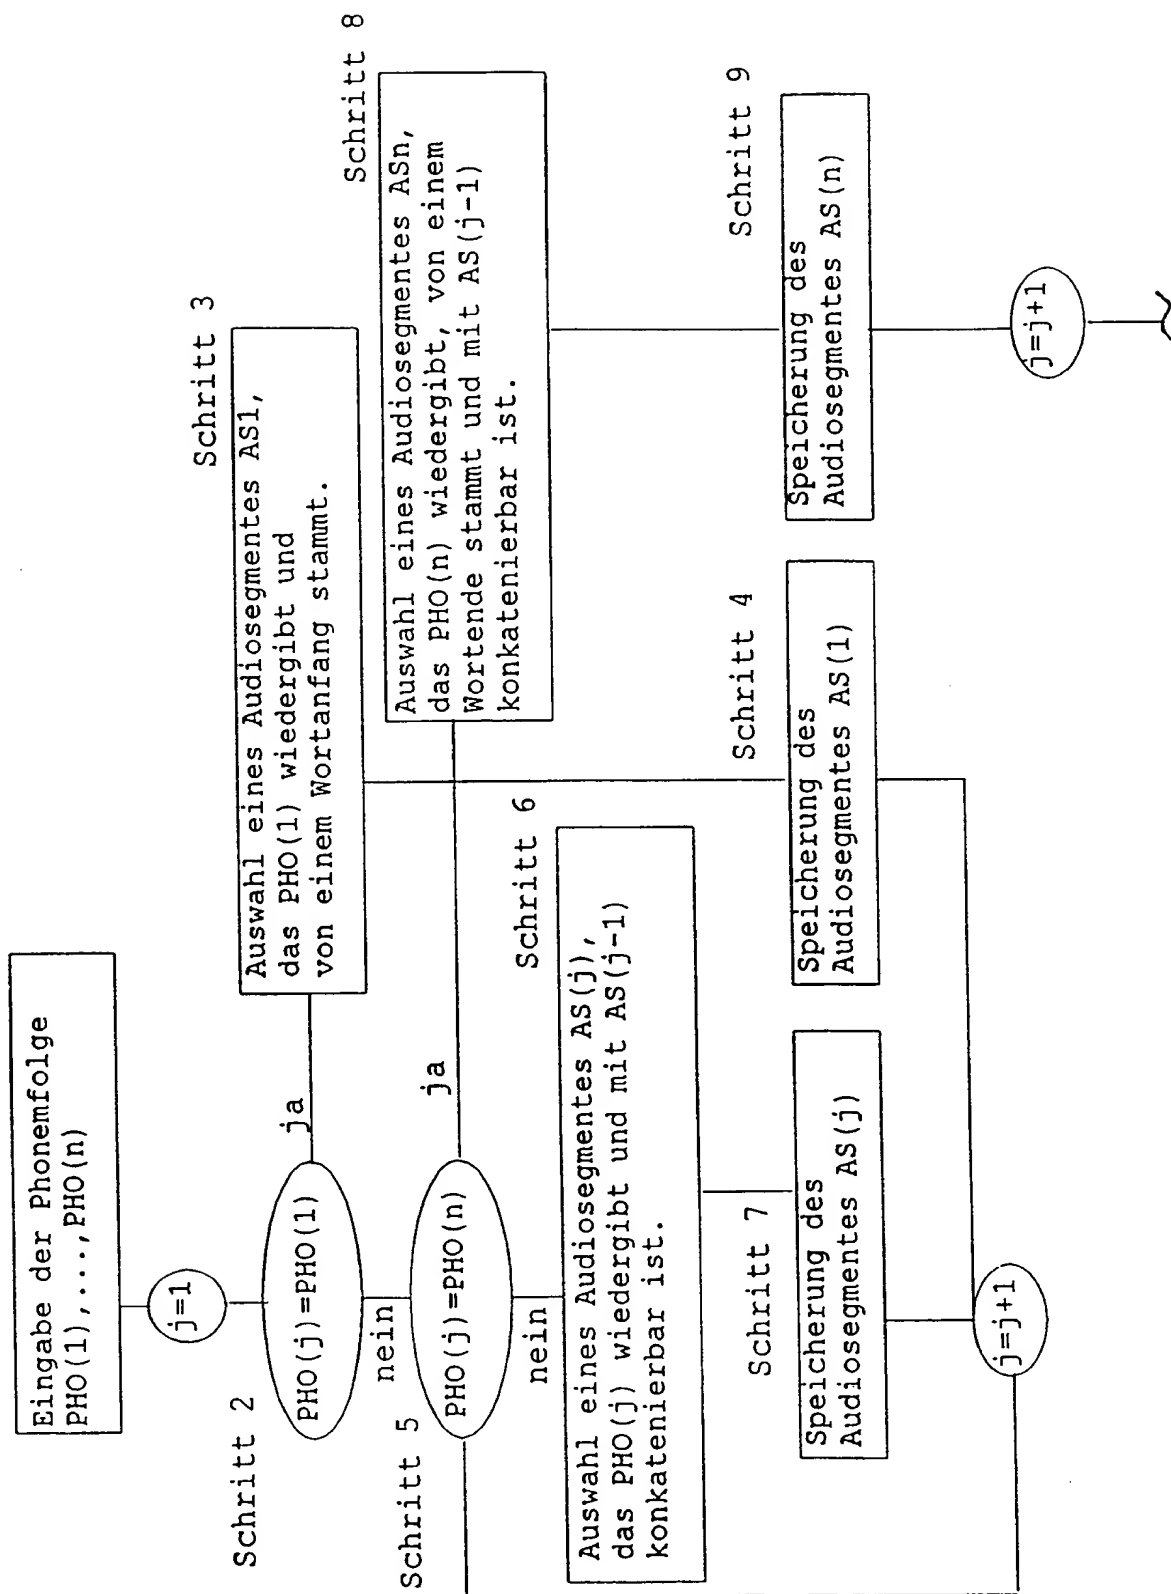 Eingabe der Phonemfolge
PHO(1),...,PHO(n)
j=1
Schritt 2
PHO(j)=PHO(1)
ja
Schritt 3
Auswahl eines Audiosegmentes AS1,
das PHO(1) wiedergibt und
von einem Wortanfang stammt.
nein
Schritt 5
PHO(j)=PHO(n)
ja
Schritt 8
Auswahl eines Audiosegmentes ASn,
das PHO(n) wiedergibt, von einem
Wortende stammt und mit AS(j-1)
konkatenierbar ist.
nein
Schritt 6
Auswahl eines Audiosegmentes AS(j),
das PHO(j) wiedergibt und mit AS(j-1)
konkatenierbar ist.
Schritt 7
Speicherung des
Audiosegmentes AS(j)
Schritt 4
Speicherung des
Audiosegmentes AS(1)
Schritt 9
Speicherung des
Audiosegmentes AS(n)
j=j+1
j=j+1